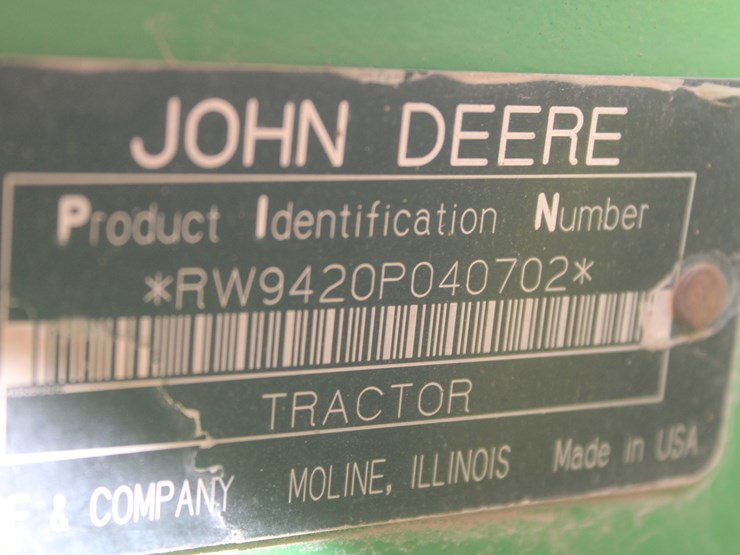 JOHN DEERE
Product Identification Number
*RW9420P040702*
TRACTOR
& COMPANY MOLINE, ILLINOIS Made in USA